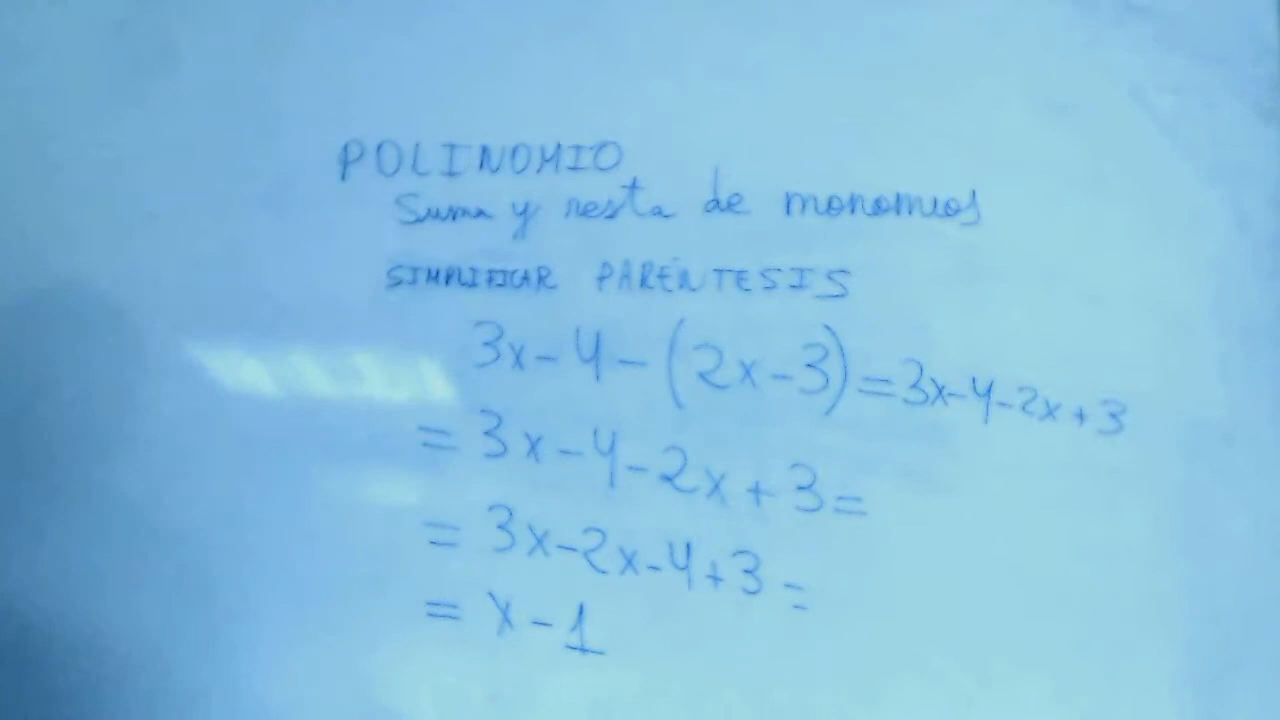 POLINOMIO
Suma y resta de monomios
SIMPLIFICAR PARÉNTESIS
3x-4-(2x-3)=3x-4-2x+3
=3x-4-2x+3=
=3x-2x-4+3=
=x-1